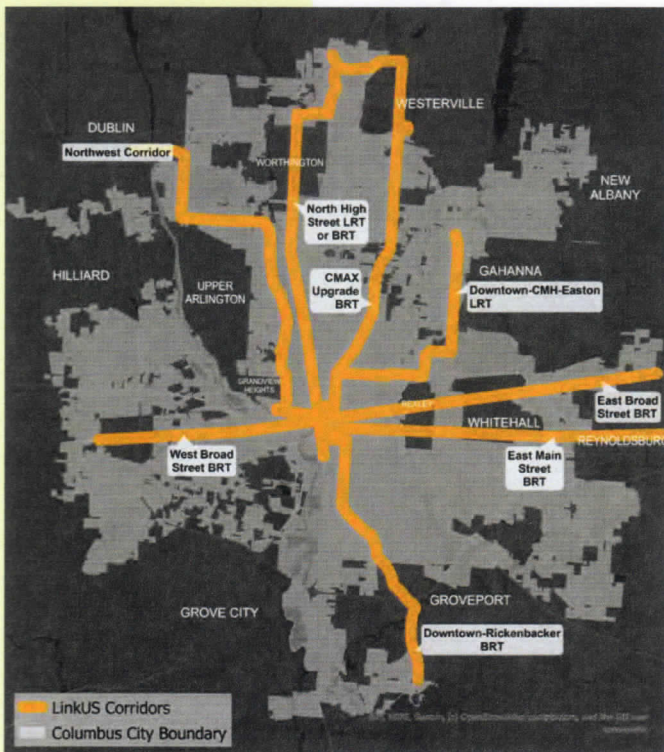 WESTERVILLE
DUBLIN
Northwest Corridor
WORTHINGTON
NEW
ALBANY
North High
Street LRT
or BRT
HILLIARD
UPPER
ARLINGTON
CMAX
Upgrade
BRT
GAHANNA
Downtown-CMH-Easton
LRT
GRANDVIEW
HEIGHTS
BEXLEY
East Broad
Street BRT
WHITEHALL
REYNOLDSBURG
West Broad
Street BRT
East Main
Street
BRT
GROVE CITY
GROVEPORT
Downtown-Rickenbacker
BRT
LinkUS Corridors
Columbus City Boundary